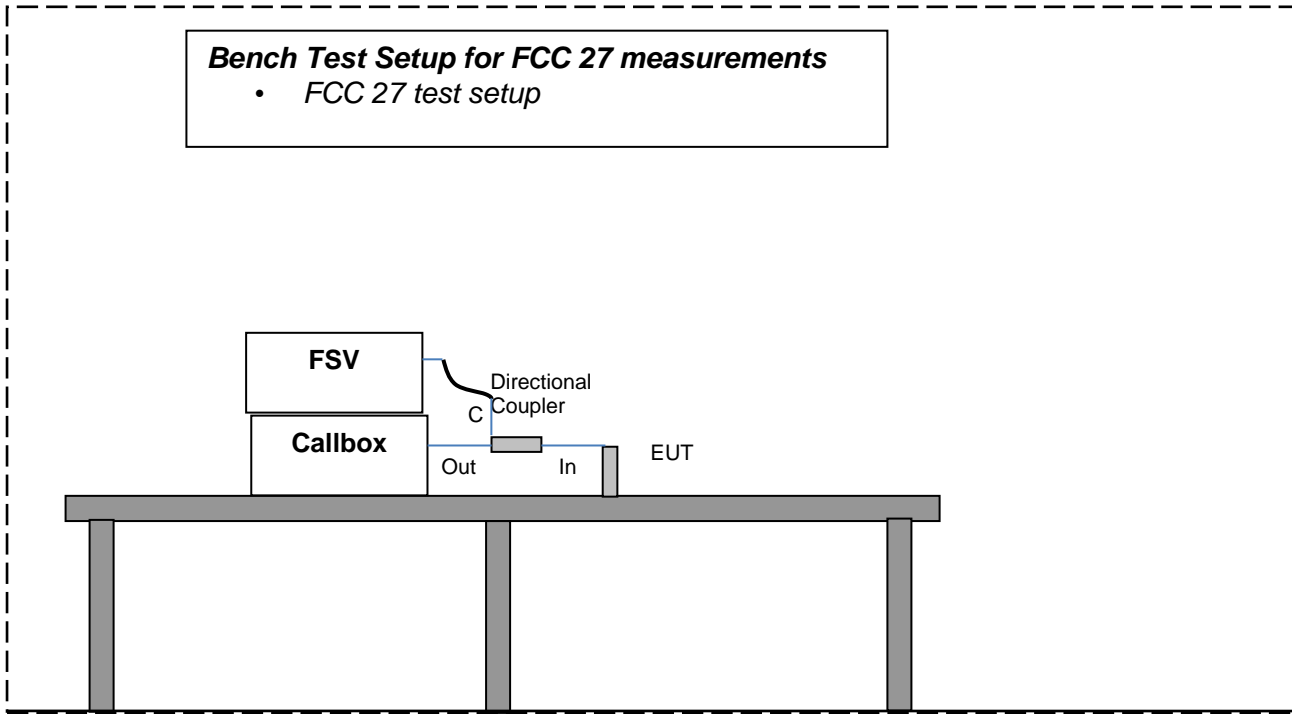 Bench Test Setup for FCC 27 measurements
• FCC 27 test setup
FSV
Directional
Coupler
C
Callbox
EUT
Out
In